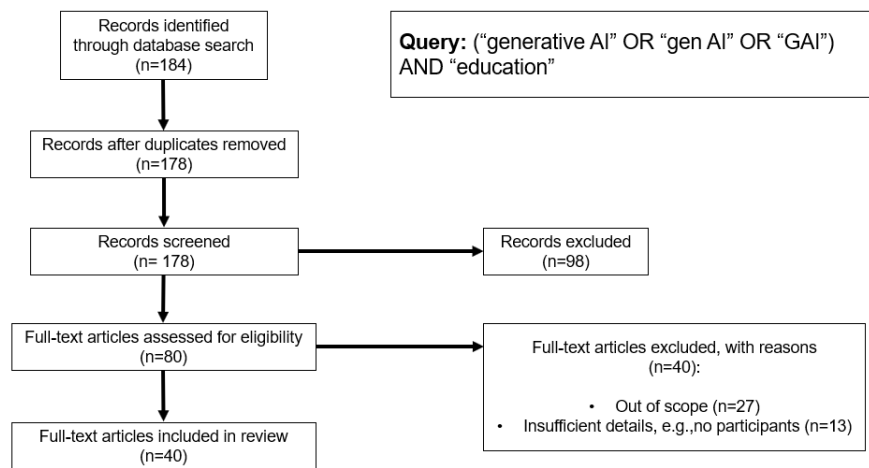 Records identified
through database search
(n=184)
Query: (“generative AI” OR “gen AI” OR “GAI”)
AND “education”
Records after duplicates removed
(n=178)
Records screened
(n= 178)
Records excluded
(n=98)
Full-text articles assessed for eligibility
(n=80)
Full-text articles excluded, with reasons
(n=40):
• Out of scope (n=27)
• Insufficient details, e.g.,no participants (n=13)
Full-text articles included in review
(n=40)